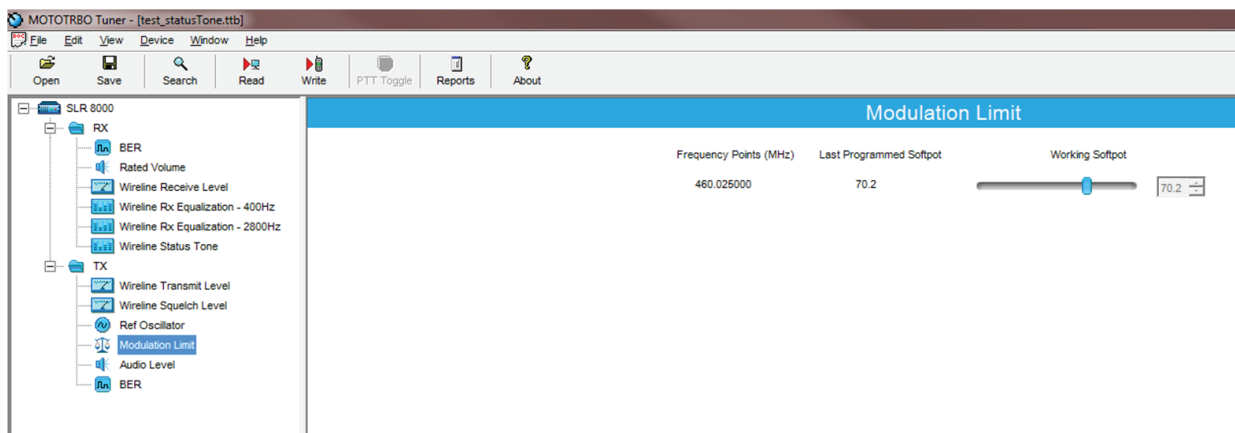 MOTOTRBO Tuner - [test_statusTone.ttb]
File Edit View Device Window Help
Open Save Search Read Write PTT Toggle Reports About
SLR 8000
RX
BER
Rated Volume
Wireline Receive Level
Wireline Rx Equalization - 400Hz
Wireline Rx Equalization - 2800Hz
Wireline Status Tone
TX
Wireline Transmit Level
Wireline Squelch Level
Ref Oscillator
Modulation Limit
Audio Level
BER
Modulation Limit
Frequency Points (MHz) Last Programmed Softpot Working Softpot
460.025000 70.2 70.2